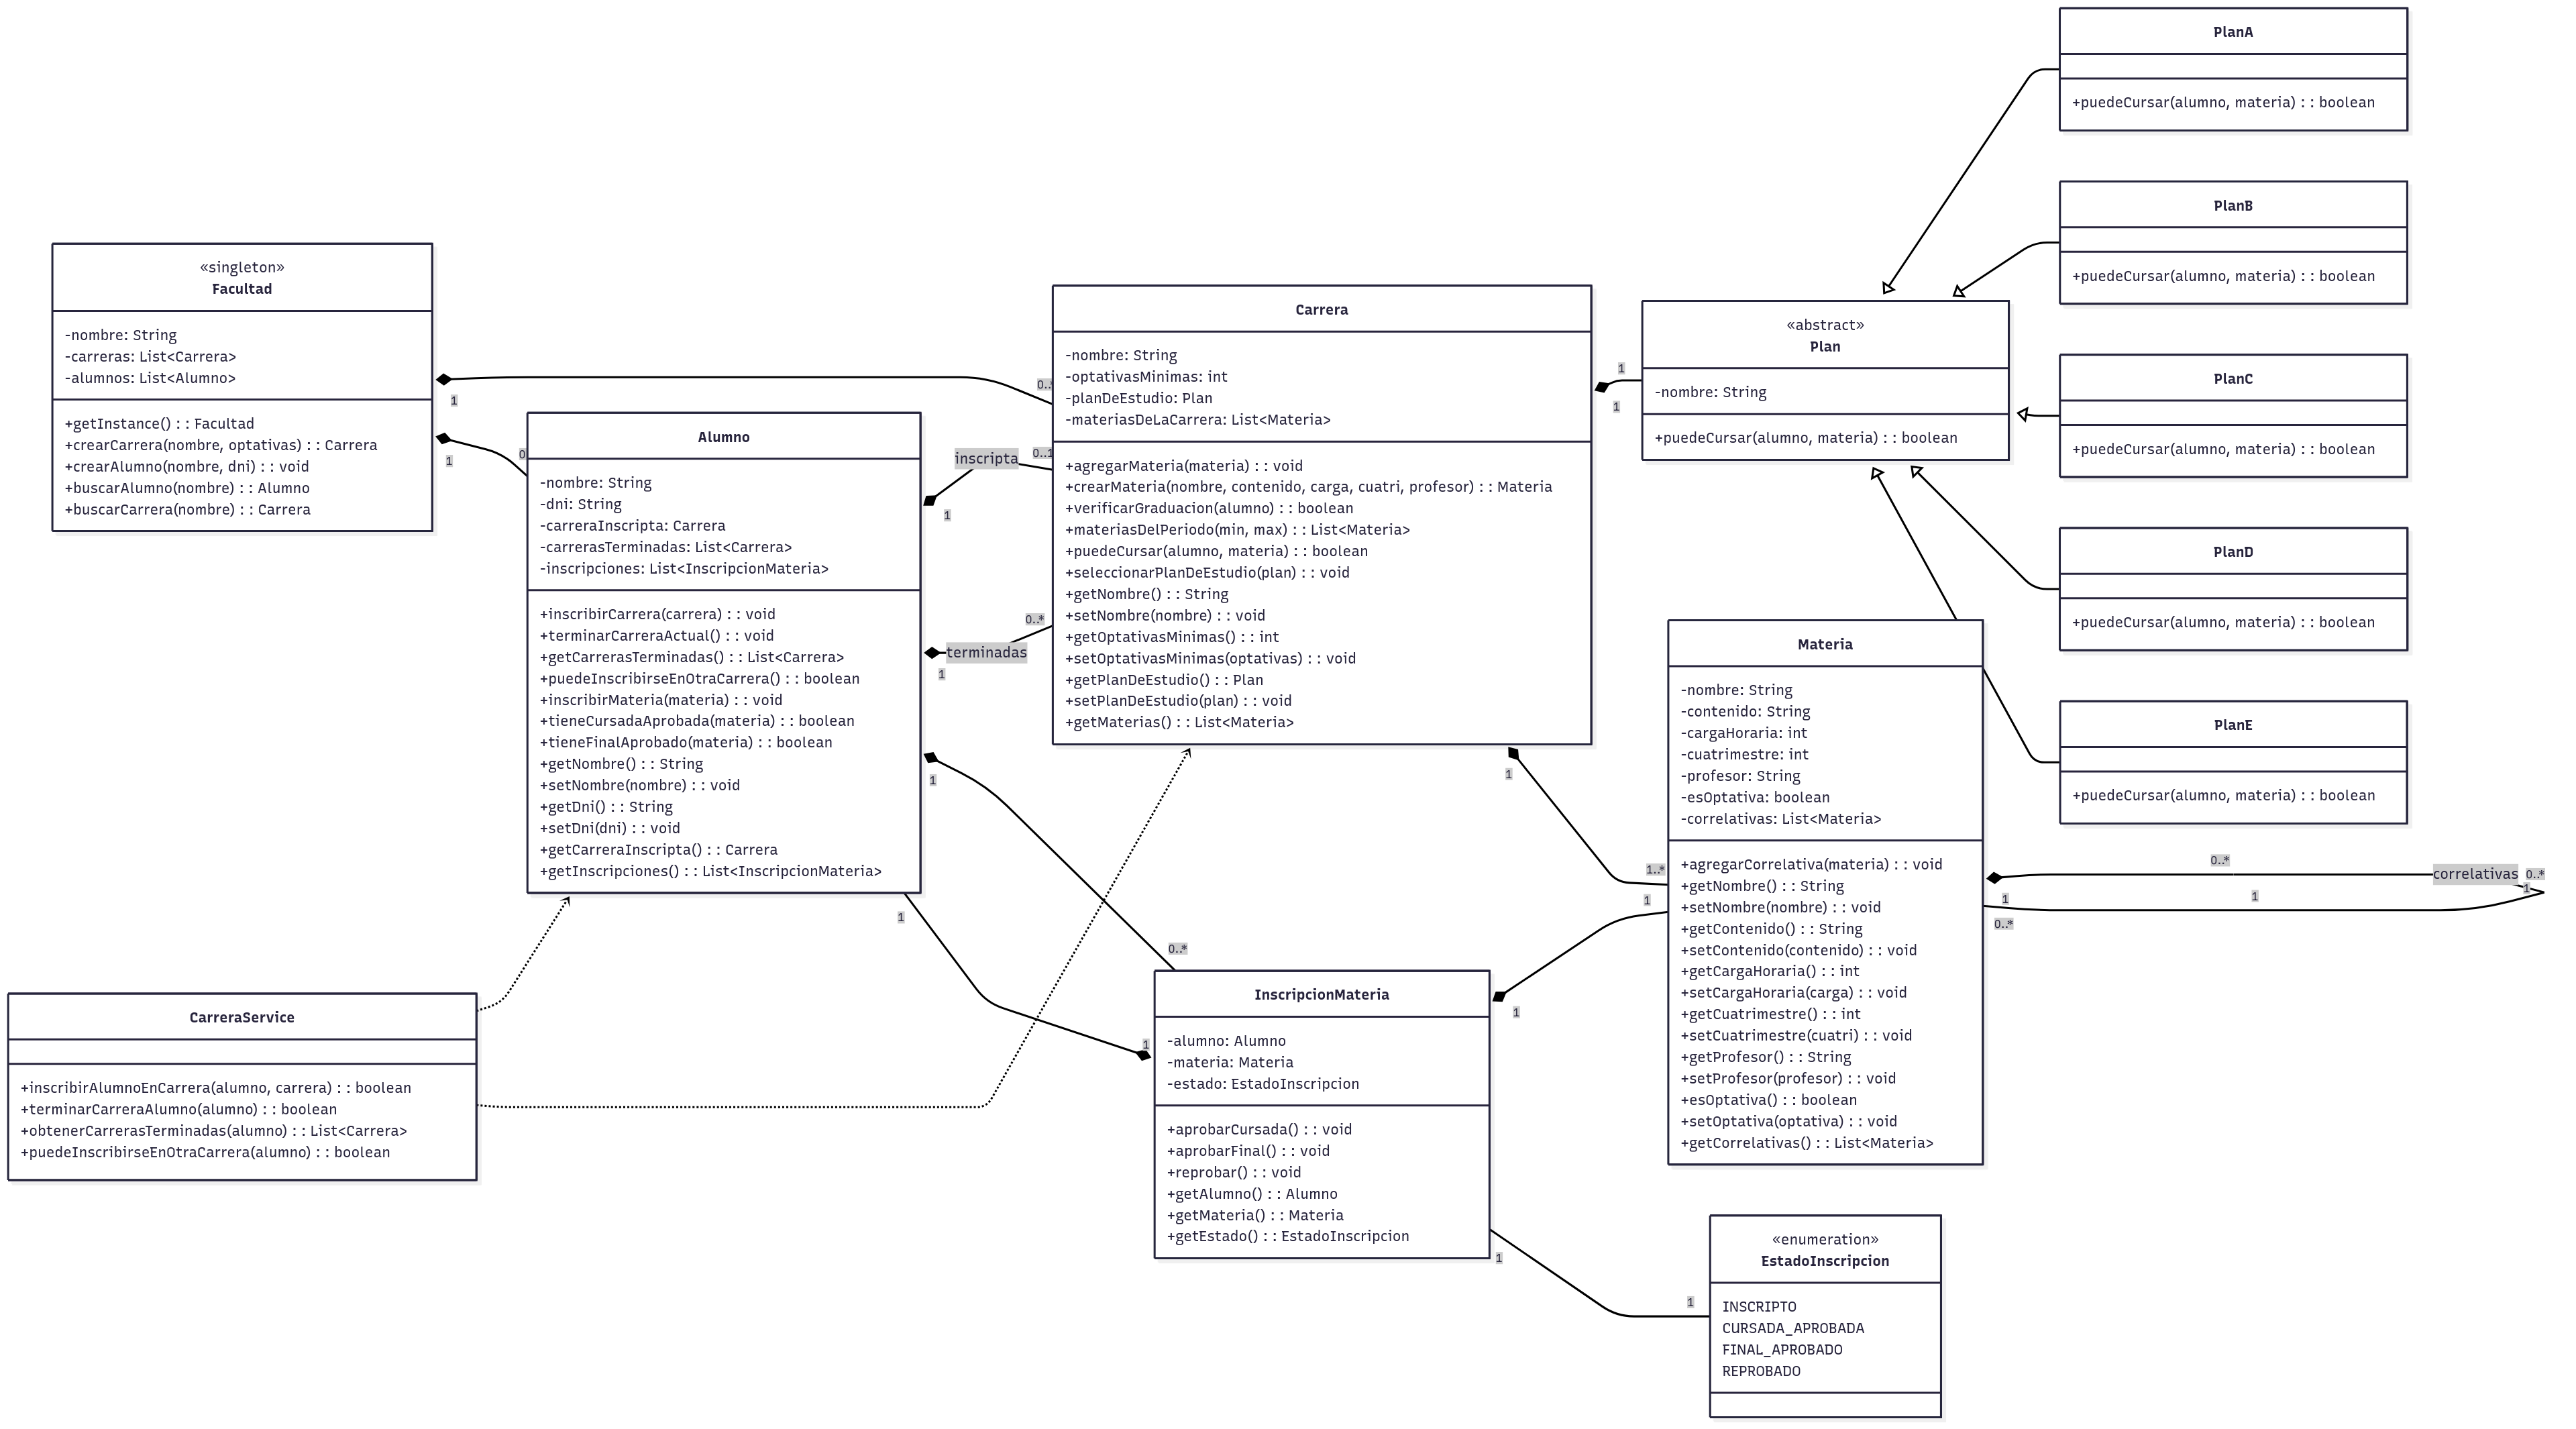 «singleton»
Facultad
-nombre: String
-carreras: List<Carrera>
-alumnos: List<Alumno>
+getInstance() : : Facultad
+crearCarrera(nombre, optativas) : : Carrera
+crearAlumno(nombre, dni) : : void
+buscarAlumno(nombre) : : Alumno
+buscarCarrera(nombre) : : Carrera
1
1
0
0..
Alumno
-nombre: String
-dni: String
-carreraInscripta: Carrera
-carrerasTerminadas: List<Carrera>
-inscripciones: List<InscripcionMateria>
+inscribirCarrera(carrera) : : void
+terminarCarreraActual() : : void
+getCarrerasTerminadas() : : List<Carrera>
+puedeInscribirseEnOtraCarrera() : : boolean
+inscribirMateria(materia) : : void
+tieneCursadaAprobada(materia) : : boolean
+tieneFinalAprobado(materia) : : boolean
+getNombre() : : String
+setNombre(nombre) : : void
+getDni() : : String
+setDni(dni) : : void
+getCarreraInscripta() : : Carrera
+getInscripciones() : : List<InscripcionMateria>
inscripta
0..1
1
0..*
terminadas
1
1
1
Carrera
-nombre: String
-optativasMinimas: int
-planDeEstudio: Plan
-materiasDeLaCarrera: List<Materia>
+agregarMateria(materia) : : void
+crearMateria(nombre, contenido, carga, cuatri, profesor) : : Materia
+verificarGraduacion(alumno) : : boolean
+materiasDelPeriodo(min, max) : : List<Materia>
+puedeCursar(alumno, materia) : : boolean
+seleccionarPlanDeEstudio(plan) : : void
+getNombre() : : String
+setNombre(nombre) : : void
+getOptativasMinimas() : : int
+setOptativasMinimas(optativas) : : void
+getPlanDeEstudio() : : Plan
+setPlanDeEstudio(plan) : : void
+getMaterias() : : List<Materia>
1
1
1
«abstract»
Plan
-nombre: String
+puedeCursar(alumno, materia) : : boolean
PlanA
+puedeCursar(alumno, materia) : : boolean
PlanB
+puedeCursar(alumno, materia) : : boolean
PlanC
+puedeCursar(alumno, materia) : : boolean
PlanD
+puedeCursar(alumno, materia) : : boolean
PlanE
+puedeCursar(alumno, materia) : : boolean
Materia
-nombre: String
-contenido: String
-cargaHoraria: int
-cuatrimestre: int
-profesor: String
-esOptativa: boolean
-correlativas: List<Materia>
+agregarCorrelativa(materia) : : void
+getNombre() : : String
+setNombre(nombre) : : void
+getContenido() : : String
+setContenido(contenido) : : void
+getCargaHoraria() : : int
+setCargaHoraria(carga) : : void
+getCuatrimestre() : : int
+setCuatrimestre(cuatri) : : void
+getProfesor() : : String
+setProfesor(profesor) : : void
+esOptativa() : : boolean
+setOptativa(optativa) : : void
+getCorrelativas() : : List<Materia>
1..*
1
0..*
correlativas
0..*
1
1
1
0..*
CarreraService
+inscribirAlumnoEnCarrera(alumno, carrera) : : boolean
+terminarCarreraAlumno(alumno) : : boolean
+obtenerCarrerasTerminadas(alumno) : : List<Carrera>
+puedeInscribirseEnOtraCarrera(alumno) : : boolean
0..*
1
1
InscripcionMateria
-alumno: Alumno
-materia: Materia
-estado: EstadoInscripcion
+aprobarCursada() : : void
+aprobarFinal() : : void
+reprobar() : : void
+getAlumno() : : Alumno
+getMateria() : : Materia
+getEstado() : : EstadoInscripcion
1
1
«enumeration»
EstadoInscripcion
INSCRIPTO
CURSADA_APROBADA
FINAL_APROBADO
REPROBADO